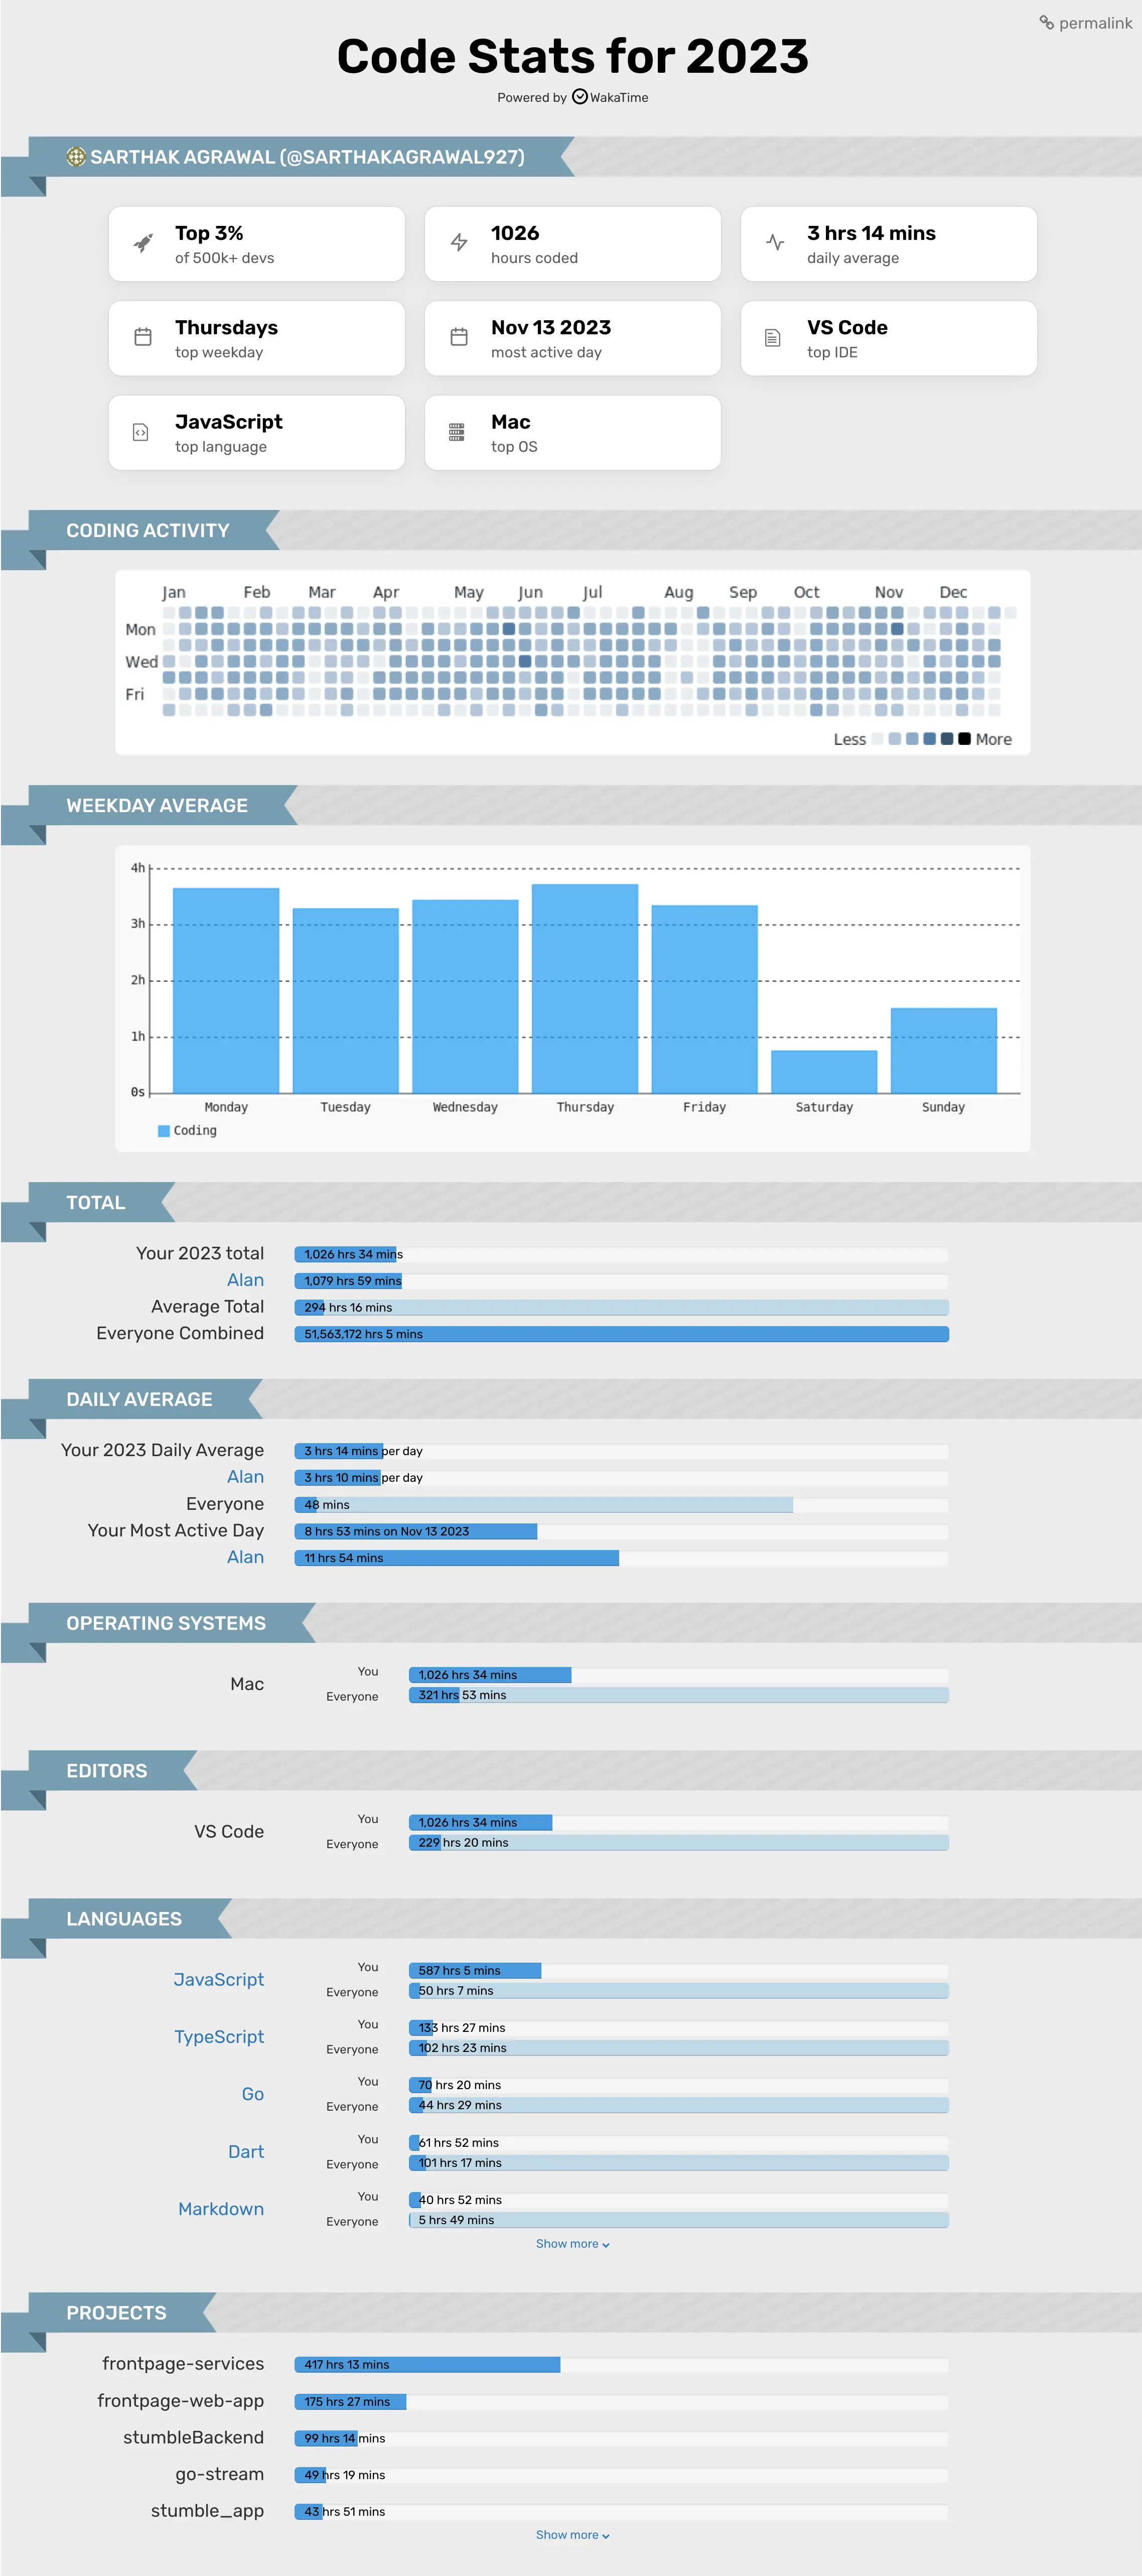 permalink
Code Stats for 2023
Powered by WakaTime
SARTHAK AGRAWAL (@SARTHAKAGRAWAL927)
Top 3%
of 500k+ devs
1026
hours coded
3 hrs 14 mins
daily average
Thursdays
top weekday
Nov 13 2023
most active day
VS Code
top IDE
JavaScript
top language
Mac
top OS
CODING ACTIVITY
Jan Feb Mar Apr May Jun Jul Aug Sep Oct Nov Dec
Mon
Wed
Fri
Less More
WEEKDAY AVERAGE
4h
3h
2h
1h
0s
Monday Tuesday Wednesday Thursday Friday Saturday Sunday
Coding
TOTAL
Your 2023 total 1,026 hrs 34 mins
Alan 1,079 hrs 59 mins
Average Total 294 hrs 16 mins
Everyone Combined 51,563,172 hrs 5 mins
DAILY AVERAGE
Your 2023 Daily Average 3 hrs 14 mins per day
Alan 3 hrs 10 mins per day
Everyone 48 mins
Your Most Active Day 8 hrs 53 mins on Nov 13 2023
Alan 11 hrs 54 mins
OPERATING SYSTEMS
Mac
You 1,026 hrs 34 mins
Everyone 321 hrs 53 mins
EDITORS
VS Code
You 1,026 hrs 34 mins
Everyone 229 hrs 20 mins
LANGUAGES
JavaScript
You 587 hrs 5 mins
Everyone 50 hrs 7 mins
TypeScript
You 133 hrs 27 mins
Everyone 102 hrs 23 mins
Go
You 70 hrs 20 mins
Everyone 44 hrs 29 mins
Dart
You 61 hrs 52 mins
Everyone 101 hrs 17 mins
Markdown
You 40 hrs 52 mins
Everyone 5 hrs 49 mins
Show more
PROJECTS
frontpage-services 417 hrs 13 mins
frontpage-web-app 175 hrs 27 mins
stumbleBackend 99 hrs 14 mins
go-stream 49 hrs 19 mins
stumble_app 43 hrs 51 mins
Show more